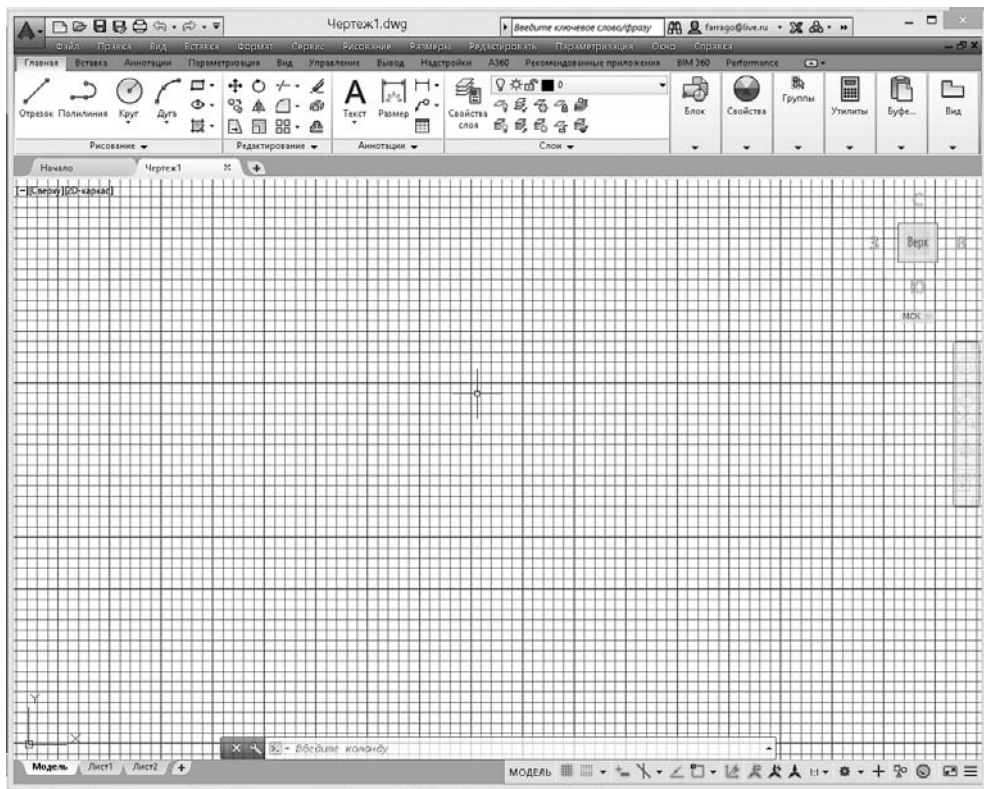 Чертеж1.dwg
Введите ключевое слово/фразу
farrago@live.ru
Файл Правка Вид Вставка Формат Сервис Рисование Размеры Редактировать Параметризация Окно Справка
Главная Вставка Аннотации Параметризация Вид Управление Вывод Надстройки A360 Рекомендованные приложения BIM 360 Performance
Отрезок Полилиния Круг Дуга
Текст Размер
Свойства слоя
0
Блок
Свойства
Группы
Утилиты
Буфе...
Вид
Рисование
Редактирование
Аннотации
Слои
Начало
Чертеж1
[−][Сверху][2D-каркас]
С
З
Верх
В
Ю
МСК
Y
X
Введите команду
Модель Лист1 Лист2
МОДЕЛЬ
1:1